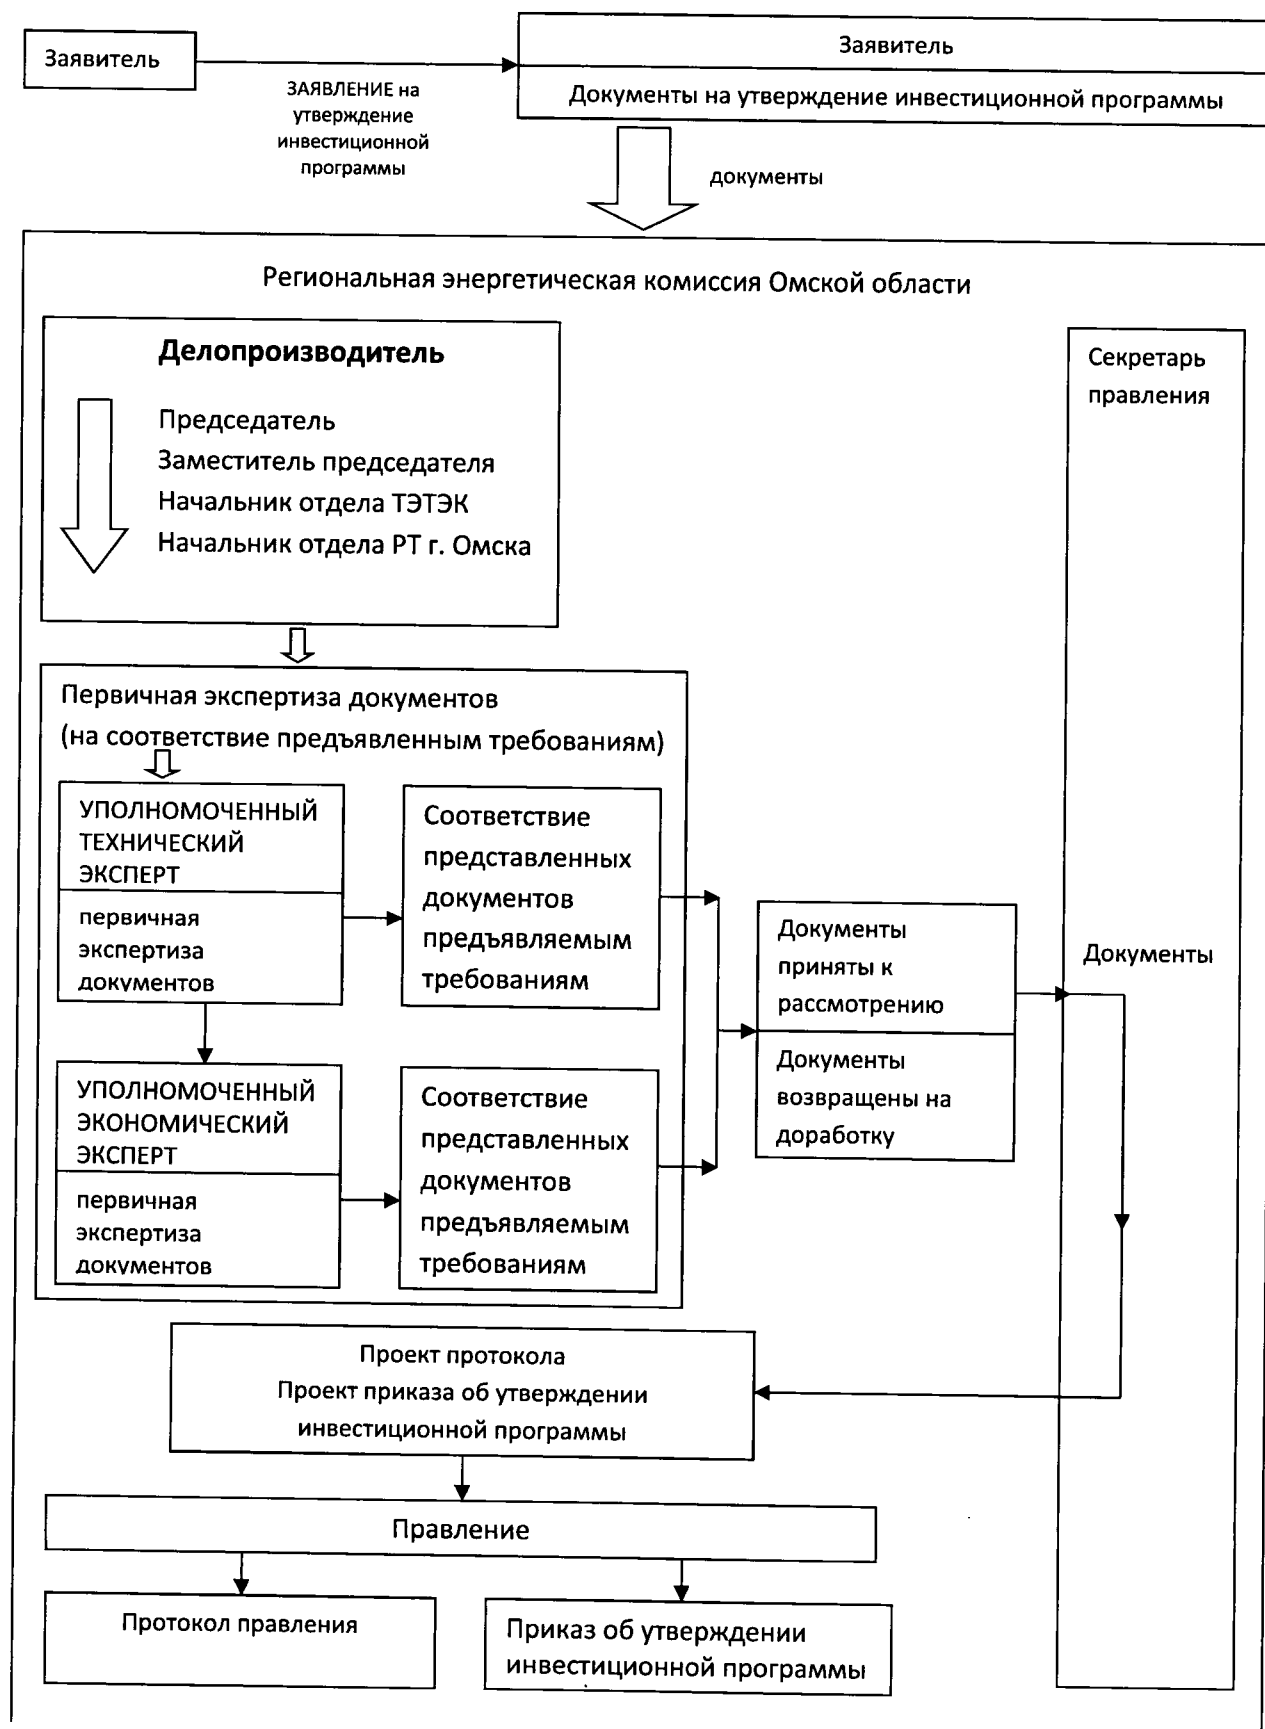 Заявитель
ЗАЯВЛЕНИЕ на
утверждение
инвестиционной
программы
Заявитель
Документы на утверждение инвестиционной программы
документы
Региональная энергетическая комиссия Омской области
Делопроизводитель
Председатель
Заместитель председателя
Начальник отдела ТЭТЭК
Начальник отдела РТ г. Омска
Секретарь
правления
Первичная экспертиза документов
(на соответствие предъявленным требованиям)
УПОЛНОМОЧЕННЫЙ
ТЕХНИЧЕСКИЙ
ЭКСПЕРТ
первичная
экспертиза
документов
Соответствие
представленных
документов
предъявляемым
требованиям
УПОЛНОМОЧЕННЫЙ
ЭКОНОМИЧЕСКИЙ
ЭКСПЕРТ
первичная
экспертиза
документов
Соответствие
представленных
документов
предъявляемым
требованиям
Документы
приняты к
рассмотрению
Документы
возвращены на
доработку
Документы
Проект протокола
Проект приказа об утверждении
инвестиционной программы
Правление
Протокол правления
Приказ об утверждении
инвестиционной программы